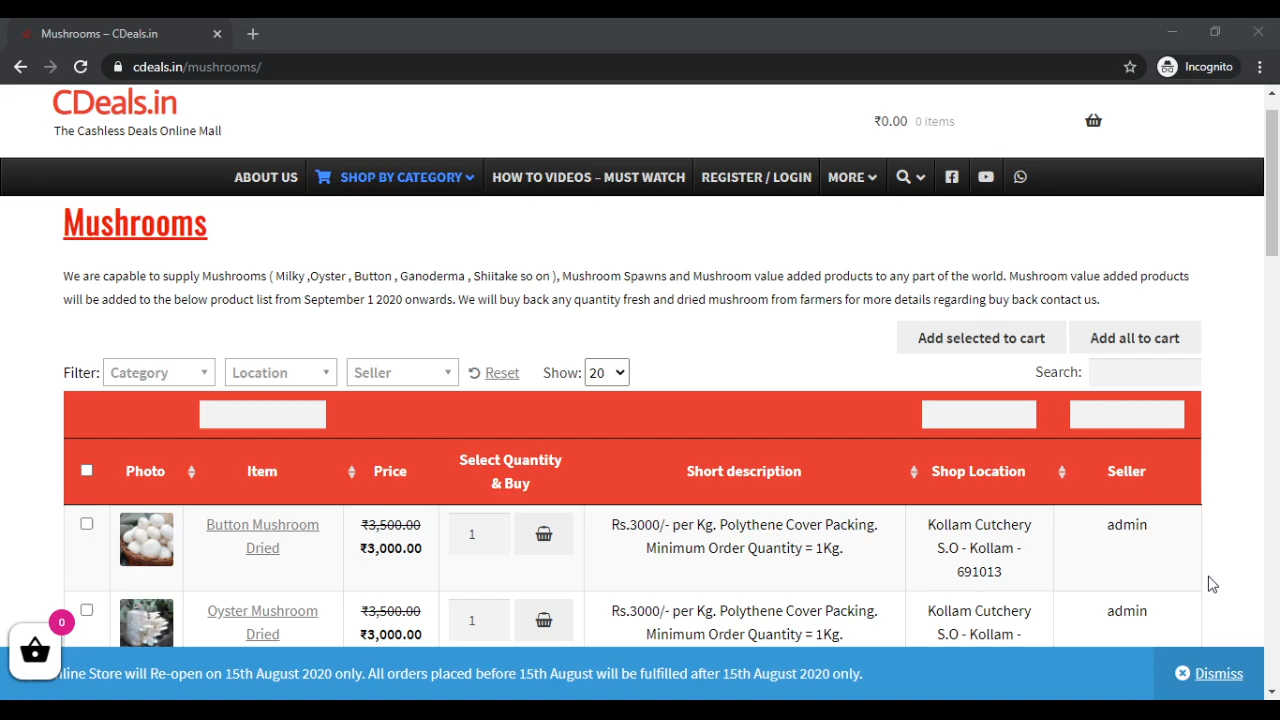 Mushrooms – CDeals.in
cdeals.in/mushrooms/
Incognito
CDeals.in
The Cashless Deals Online Mall
₹0.00 0 items
ABOUT US SHOP BY CATEGORY HOW TO VIDEOS – MUST WATCH REGISTER / LOGIN MORE
Mushrooms
We are capable to supply Mushrooms ( Milky ,Oyster , Button , Ganoderma , Shiitake so on ), Mushroom Spawns and Mushroom value added products to any part of the world. Mushroom value added products
will be added to the below product list from September 1 2020 onwards. We will buy back any quantity fresh and dried mushroom from farmers for more details regarding buy back contact us.
Add selected to cart Add all to cart
Filter: Category Location Seller Reset Show: 20 Search:
Photo Item Price Select Quantity & Buy Short description Shop Location Seller
Button Mushroom ₹3,500.00 1 Rs.3000/- per Kg. Polythene Cover Packing. Kollam Cutchery admin
Dried ₹3,000.00 Minimum Order Quantity = 1Kg. S.O - Kollam -
691013
Oyster Mushroom ₹3,500.00 1 Rs.3000/- per Kg. Polythene Cover Packing. Kollam Cutchery admin
Dried ₹3,000.00 Minimum Order Quantity = 1Kg. S.O - Kollam -
0
Store will Re-open on 15th August 2020 only. All orders placed before 15th August will be fulfilled after 15th August 2020 only. Dismiss